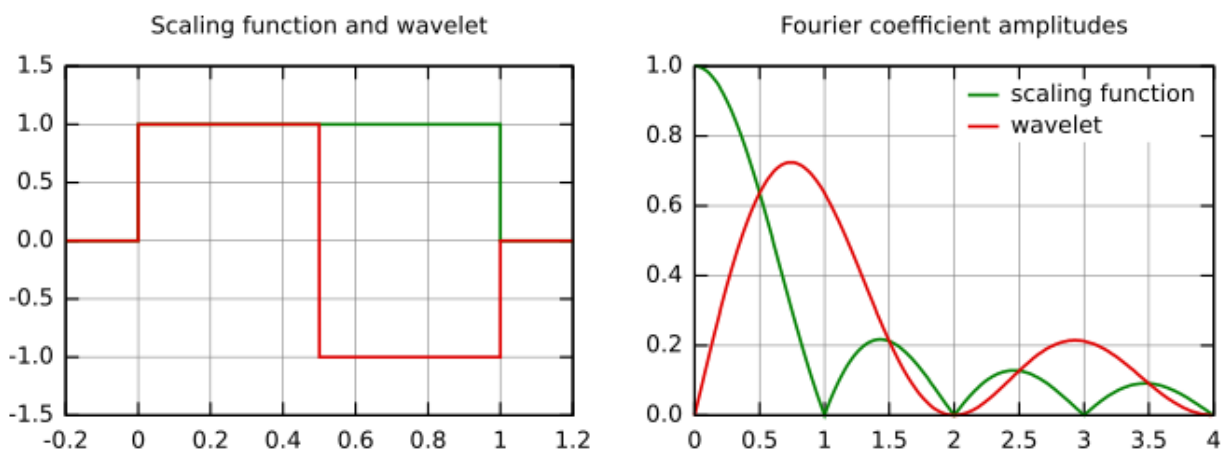 Scaling function and wavelet
1.5
1.0
0.5
0.0
-0.5
-1.0
-1.5
-0.2 0 0.2 0.4 0.6 0.8 1 1.2
Fourier coefficient amplitudes
1.0
0.8
0.6
0.4
0.2
0.0
scaling function
wavelet
0 0.5 1 1.5 2 2.5 3 3.5 4